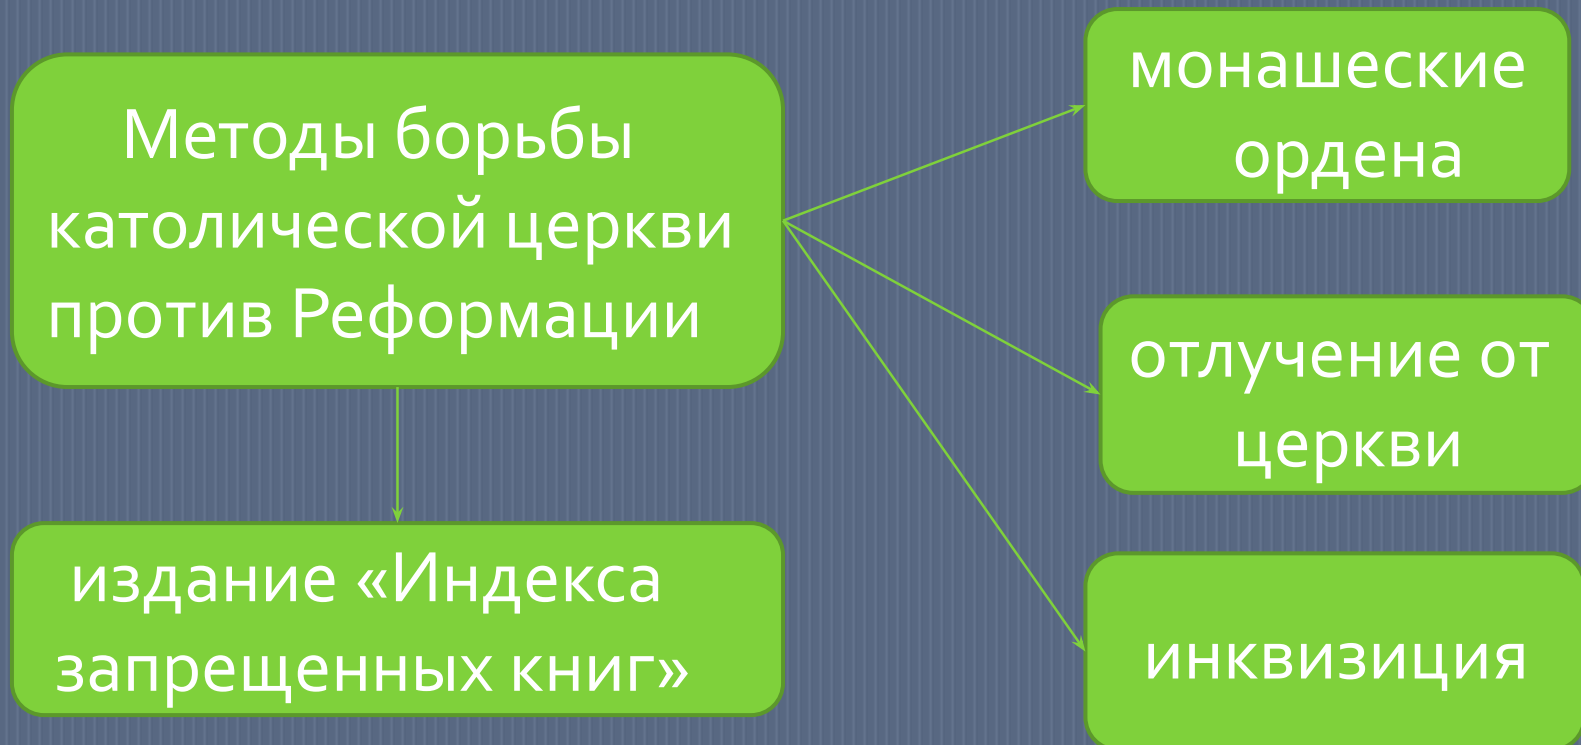 Методы борьбы
католической церкви
против Реформации
монашеские
ордена
отлучение от
церкви
инквизиция
издание «Индекса
запрещенных книг»